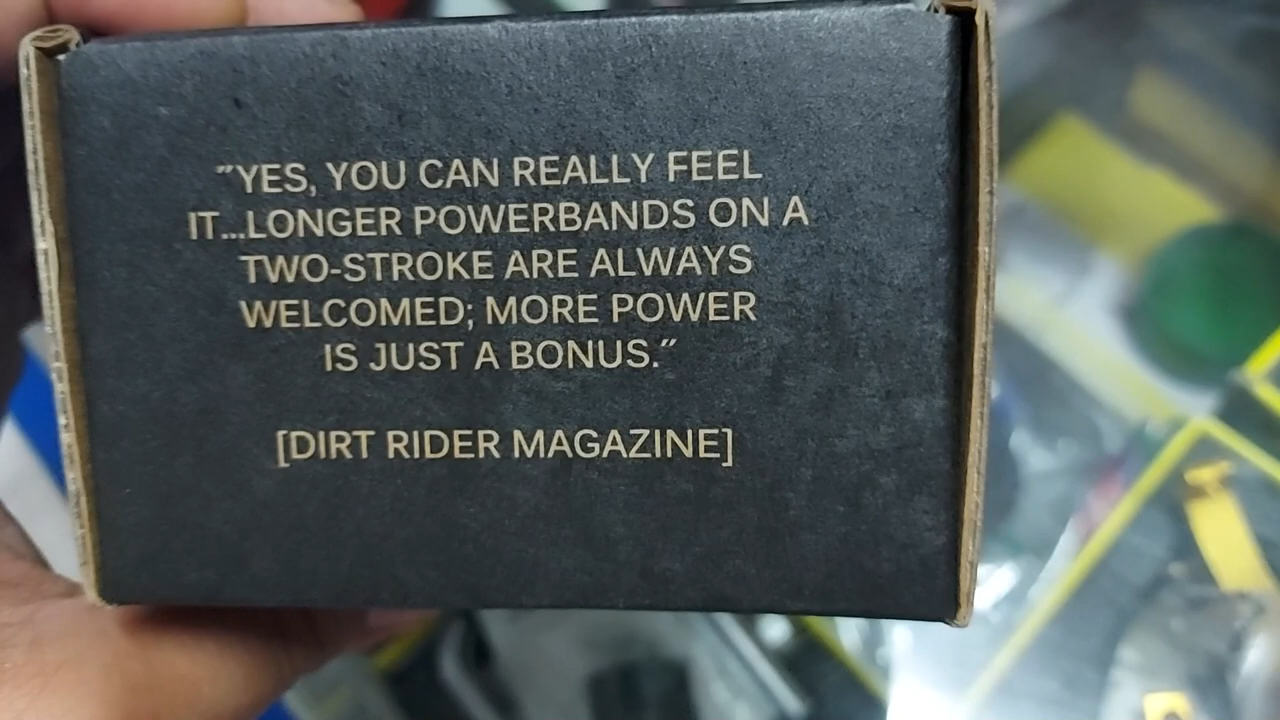 "YES, YOU CAN REALLY FEEL
IT...LONGER POWERBANDS ON A
TWO-STROKE ARE ALWAYS
WELCOMED; MORE POWER
IS JUST A BONUS."
[DIRT RIDER MAGAZINE]